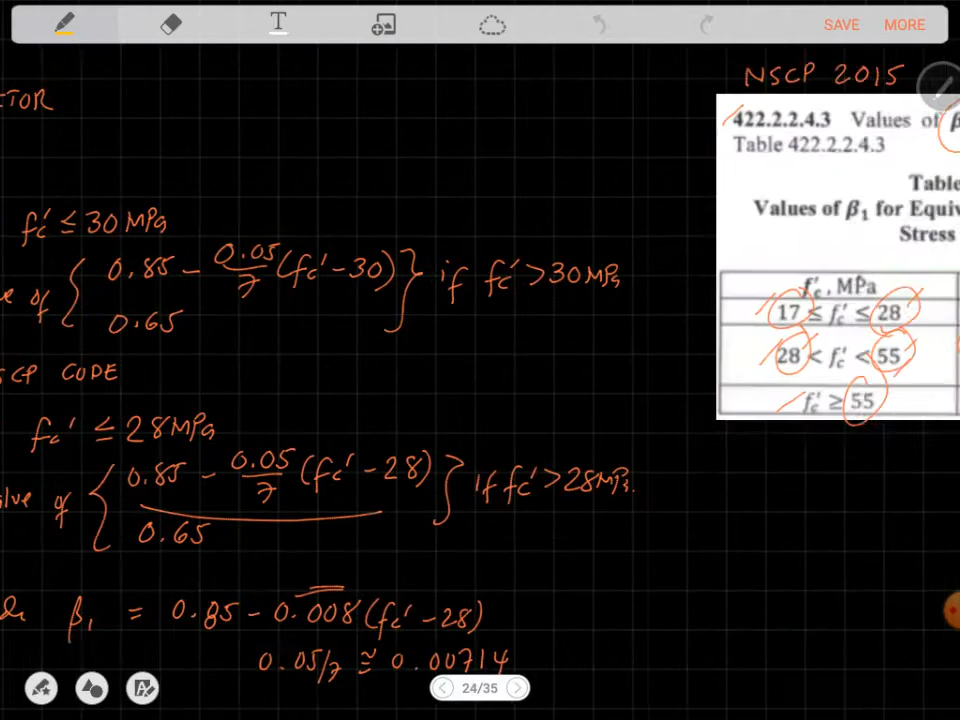 T
SAVE
MORE
NSCP 2015
422.2.2.4.3 Values of β
Table 422.2.2.4.3
Table
Values of β₁ for Equiv
Stress
f'c, MPa
17 ≤ f'c ≤ 28
28 < f'c < 55
f'c ≥ 55
CTOR
fc' ≤ 30 MPa
of { 0.85 - 0.05/7 (fc' - 30) } if fc' > 30 MPa
0.65
SCP CODE
fc' ≤ 28 MPa
lue of { 0.85 - 0.05/7 (fc' - 28) } if fc' > 28 MPa.
0.65
β₁ = 0.85 - 0.008 (fc' - 28)
0.05/7 ≅ 0.00714
A
24/35